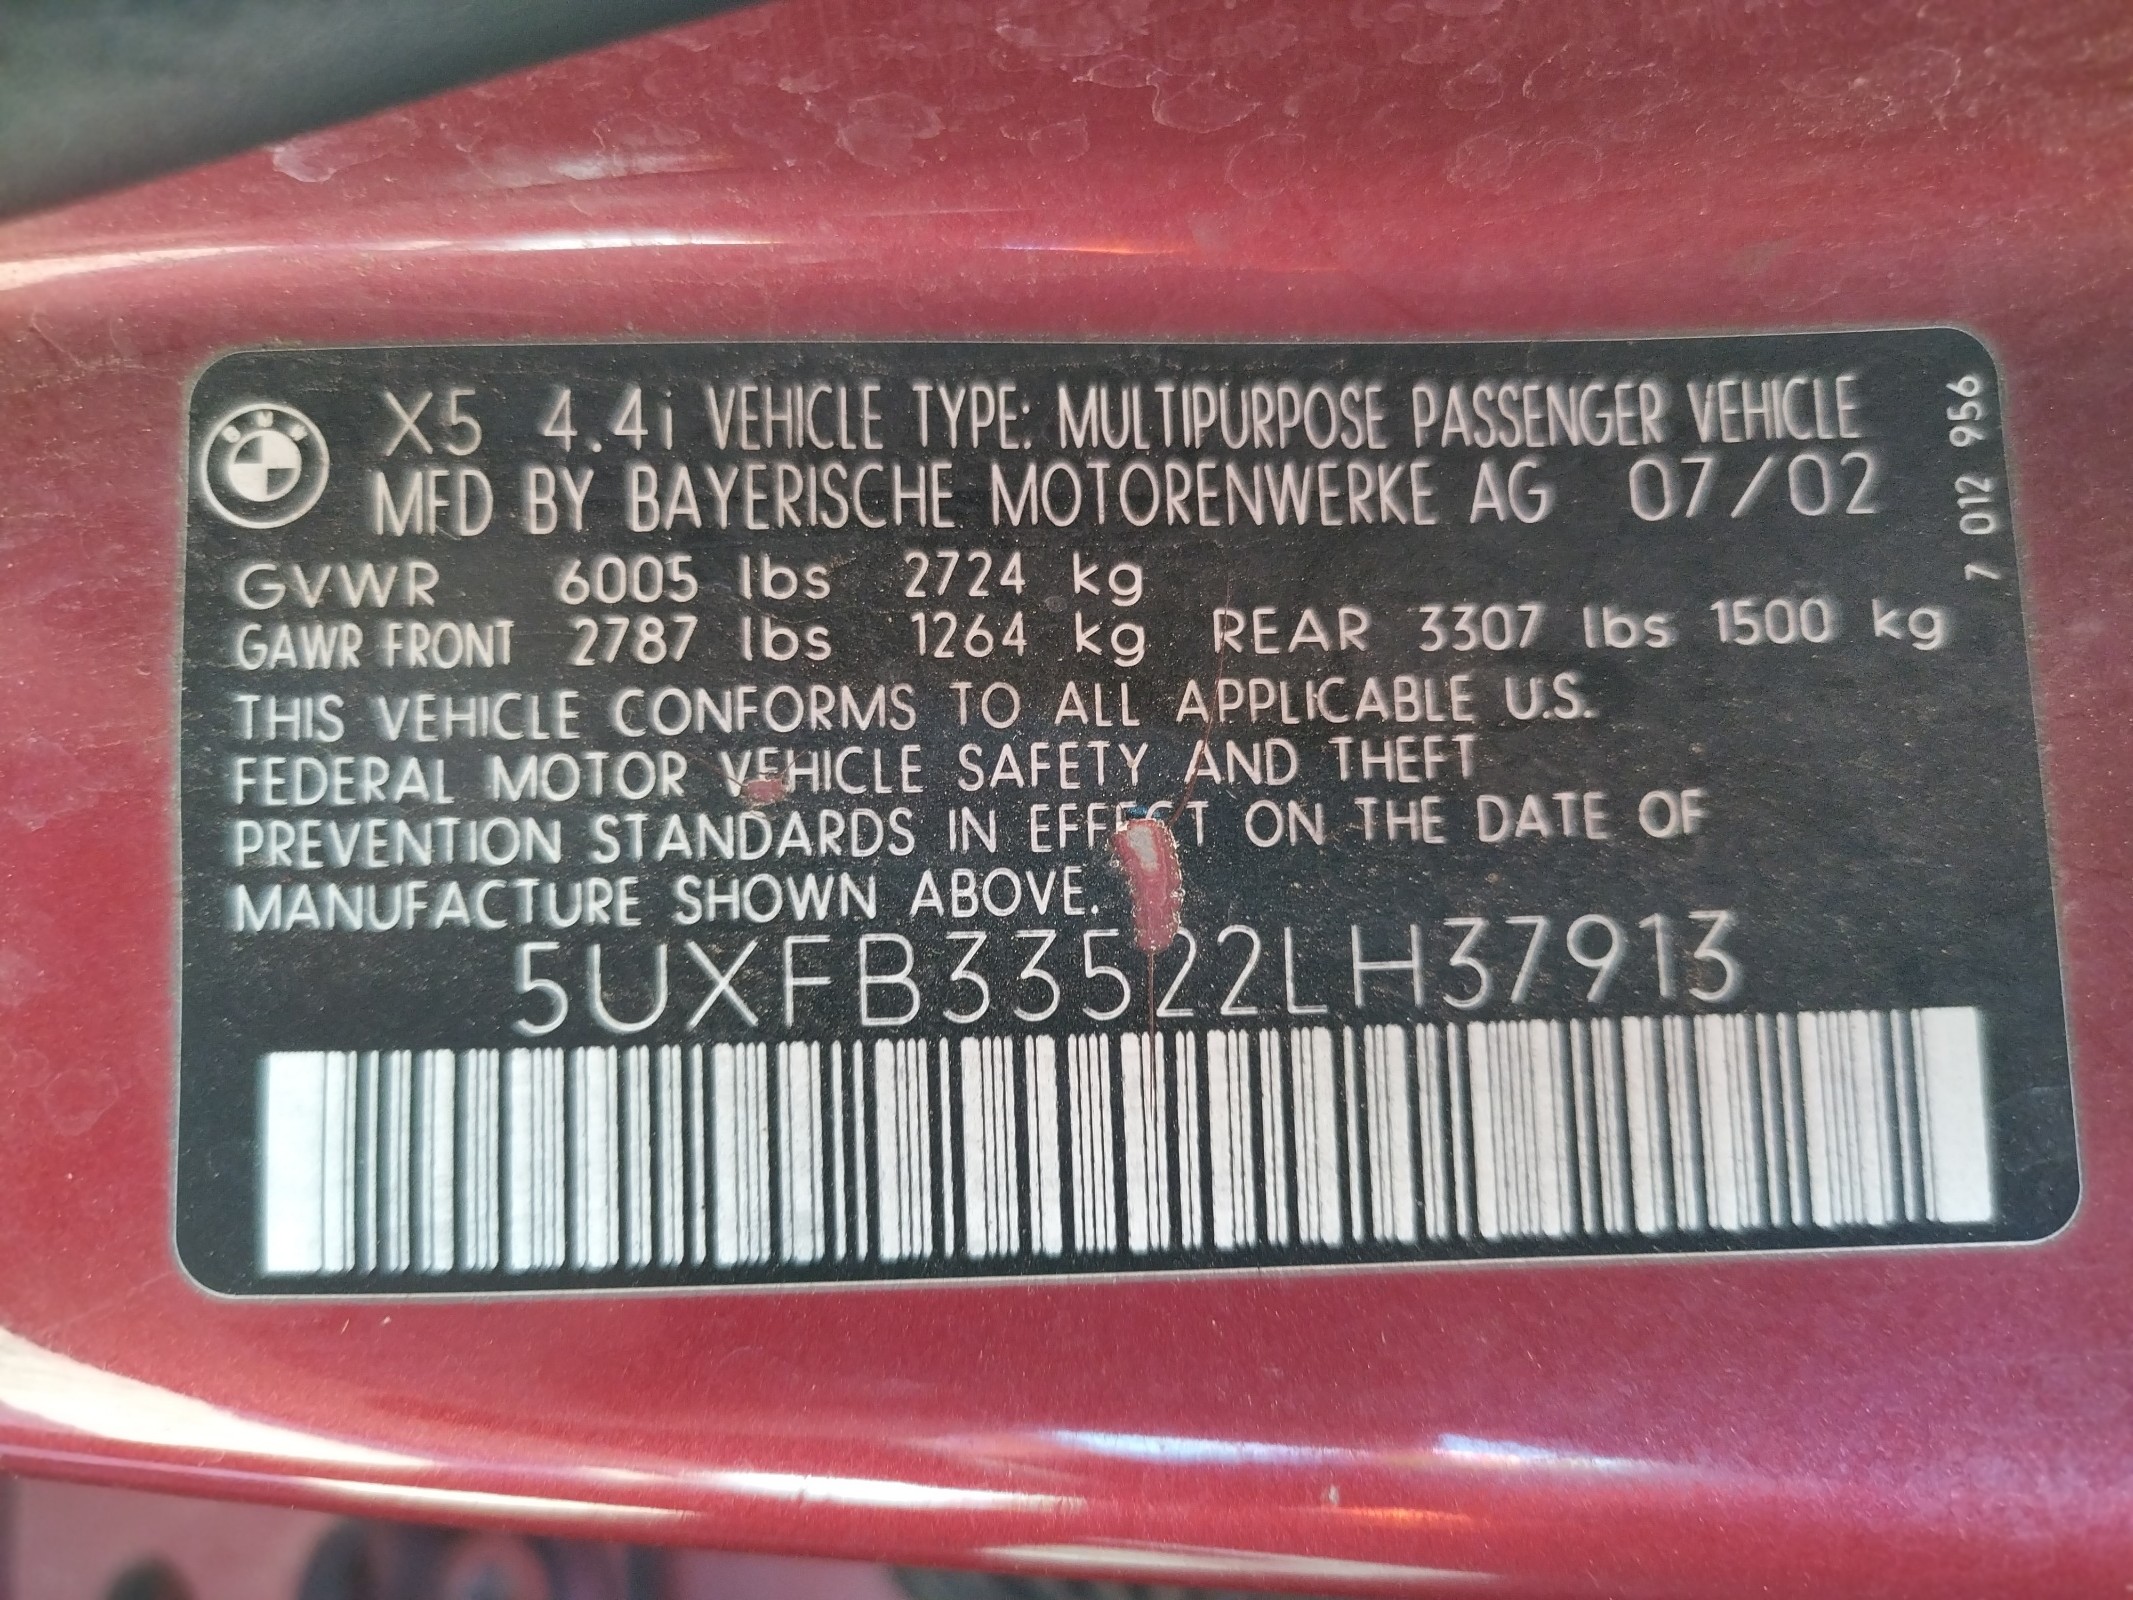 BMW
X5 4.4i VEHICLE TYPE: MULTIPURPOSE PASSENGER VEHICLE
MFD BY BAYERISCHE MOTORENWERKE AG 07/02
GVWR 6005 lbs 2724 kg
GAWR FRONT 2787 lbs 1264 kg REAR 3307 lbs 1500 kg
THIS VEHICLE CONFORMS TO ALL APPLICABLE U.S.
FEDERAL MOTOR VEHICLE SAFETY AND THEFT
PREVENTION STANDARDS IN EFFECT ON THE DATE OF
MANUFACTURE SHOWN ABOVE.
5UXFB33522LH37913
7 012 956